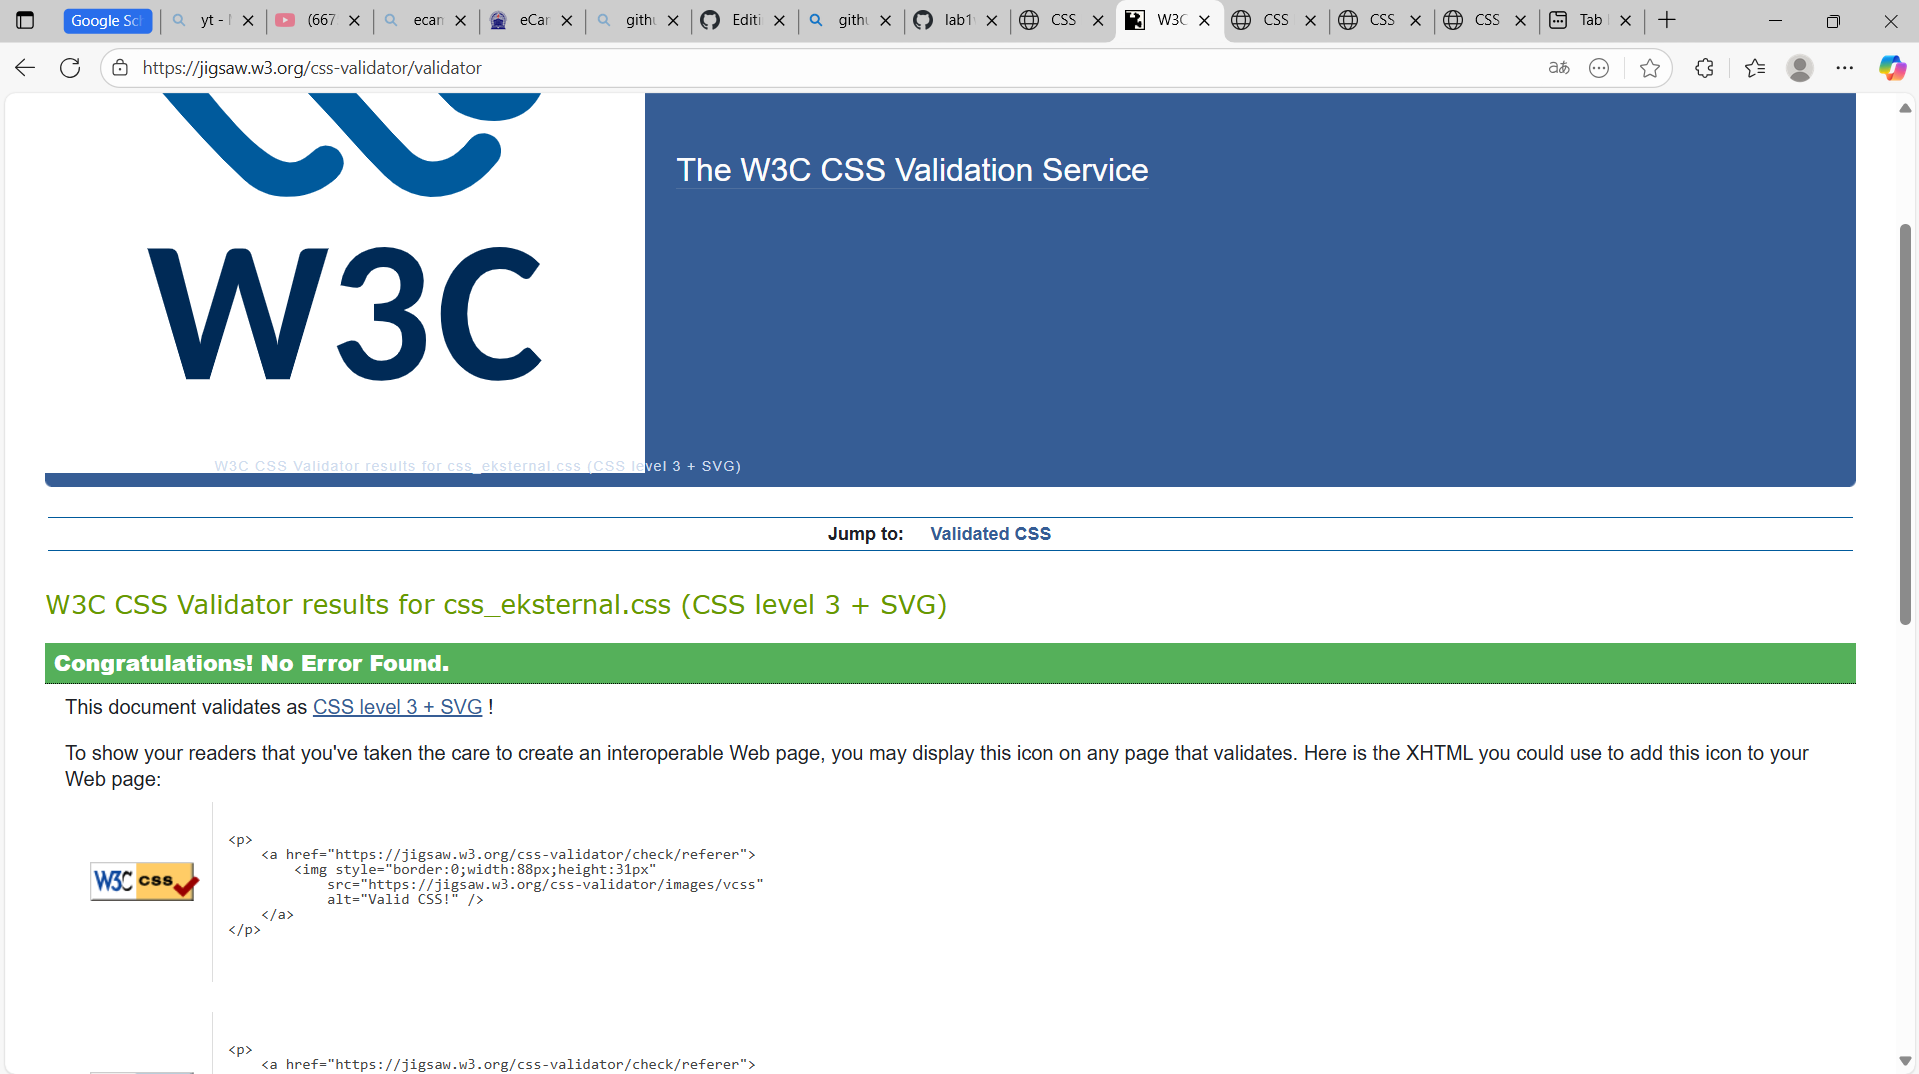 Google Sc
yt -
(667
ecam
eCar
gith
Editi
gith
lab1
CSS
W3C
CSS
CSS
CSS
Tab
https://jigsaw.w3.org/css-validator/validator
The W3C CSS Validation Service
W3C
W3C CSS Validator results for css_eksternal.css (CSS level 3 + SVG)
Jump to: Validated CSS
W3C CSS Validator results for css_eksternal.css (CSS level 3 + SVG)
Congratulations! No Error Found.
This document validates as CSS level 3 + SVG !
To show your readers that you've taken the care to create an interoperable Web page, you may display this icon on any page that validates. Here is the XHTML you could use to add this icon to your
Web page:
W3C css
<p>
<a href="https://jigsaw.w3.org/css-validator/check/referer">
<img style="border:0;width:88px;height:31px"
src="https://jigsaw.w3.org/css-validator/images/vcss"
alt="Valid CSS!" />
</a>
</p>
<p>
<a href="https://jigsaw.w3.org/css-validator/check/referer">